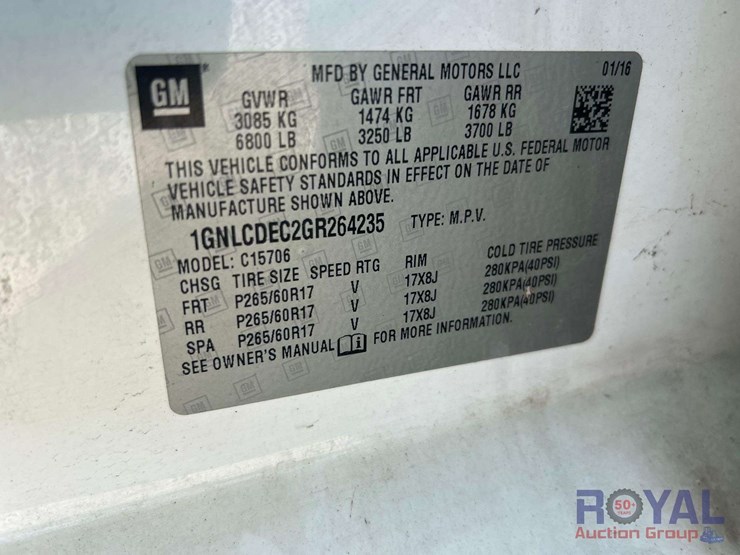 GM
MFD BY GENERAL MOTORS LLC 01/16
GVWR GAWR FRT GAWR RR
3085 KG 1474 KG 1678 KG
6800 LB 3250 LB 3700 LB
THIS VEHICLE CONFORMS TO ALL APPLICABLE U.S. FEDERAL MOTOR
VEHICLE SAFETY STANDARDS IN EFFECT ON THE DATE OF
MANUFACTURE SHOWN ABOVE.
1GNLCDEC2GR264235 TYPE: M.P.V.
MODEL: C15706
CHSG TIRE SIZE SPEED RTG RIM COLD TIRE PRESSURE
FRT P265/60R17 V 17X8J 280KPA(40PSI)
RR P265/60R17 V 17X8J 280KPA(40PSI)
SPA P265/60R17 V 17X8J 280KPA(40PSI)
SEE OWNER'S MANUAL FOR MORE INFORMATION.
ROYAL
50+
YEARS
Auction Group